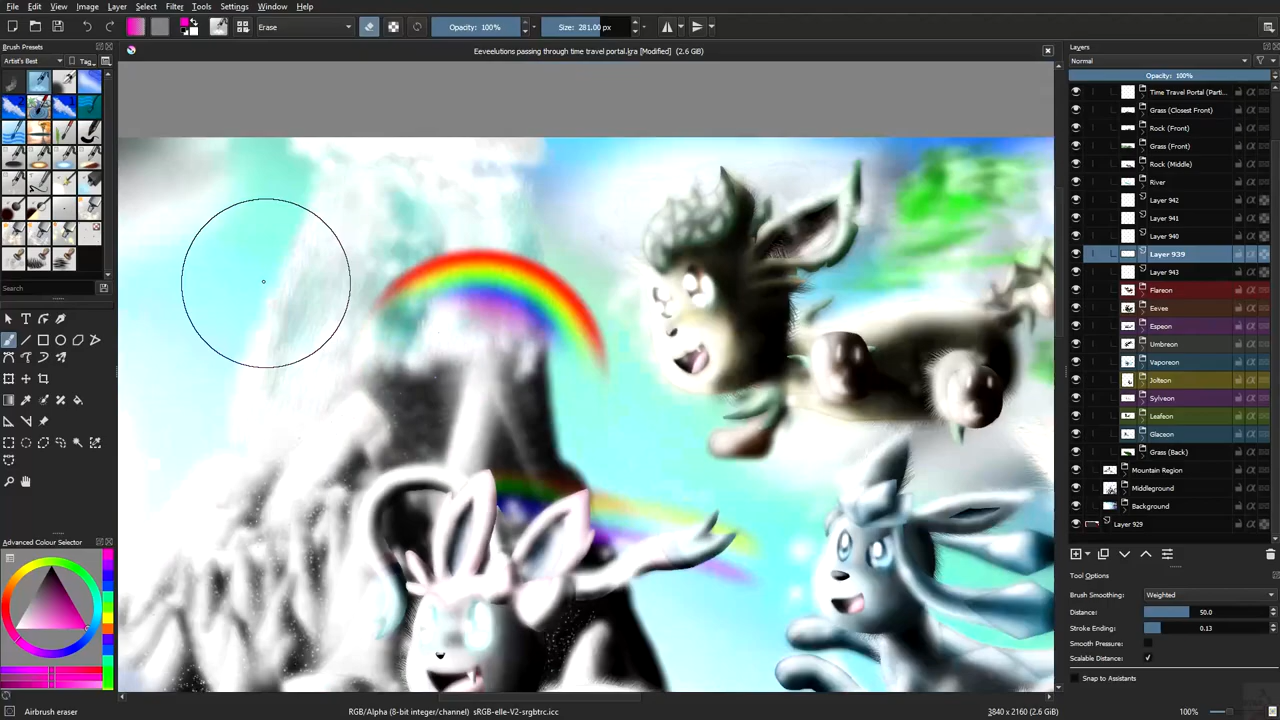 File Edit View Image Layer Select Filter Tools Settings Window Help
Erase Opacity: 100% Size: 281.00 px
Brush Presets
Artist's Best Tag
Search
Advanced Colour Selector
Airbrush eraser
Eeveelutions passing through time travel portal.kra [Modified] (2.6 GiB)
RGB/Alpha (8-bit integer/channel) sRGB-elle-V2-srgbtrc.icc
3840 x 2160 (2.6 GiB)
100%
Layers
Normal
Opacity: 100%
Time Travel Portal (Parti...
Grass (Closest Front)
Rock (Front)
Grass (Front)
Rock (Middle)
River
Layer 942
Layer 941
Layer 940
Layer 939
Layer 943
Flareon
Eevee
Espeon
Umbreon
Vaporeon
Jolteon
Sylveon
Leafeon
Glaceon
Grass (Back)
Mountain Region
Middleground
Background
Layer 929
Tool Options
Brush Smoothing: Weighted
Distance: 50.0
Stroke Ending: 0.13
Smooth Pressure:
Scalable Distance:
Snap to Assistants